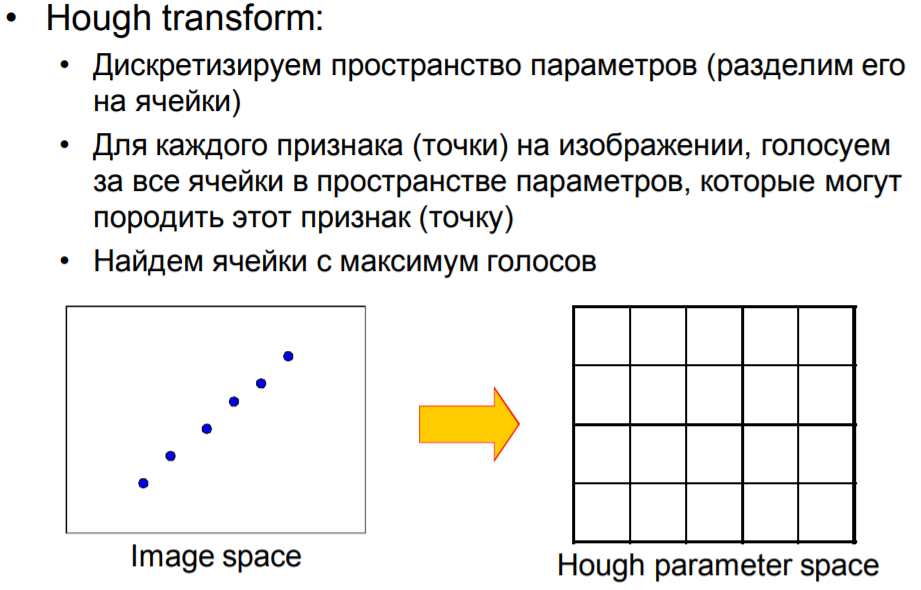 • Hough transform:
• Дискретизируем пространство параметров (разделим его
на ячейки)
• Для каждого признака (точки) на изображении, голосуем
за все ячейки в пространстве параметров, которые могут
породить этот признак (точку)
• Найдем ячейки с максимум голосов
Image space
Hough parameter space